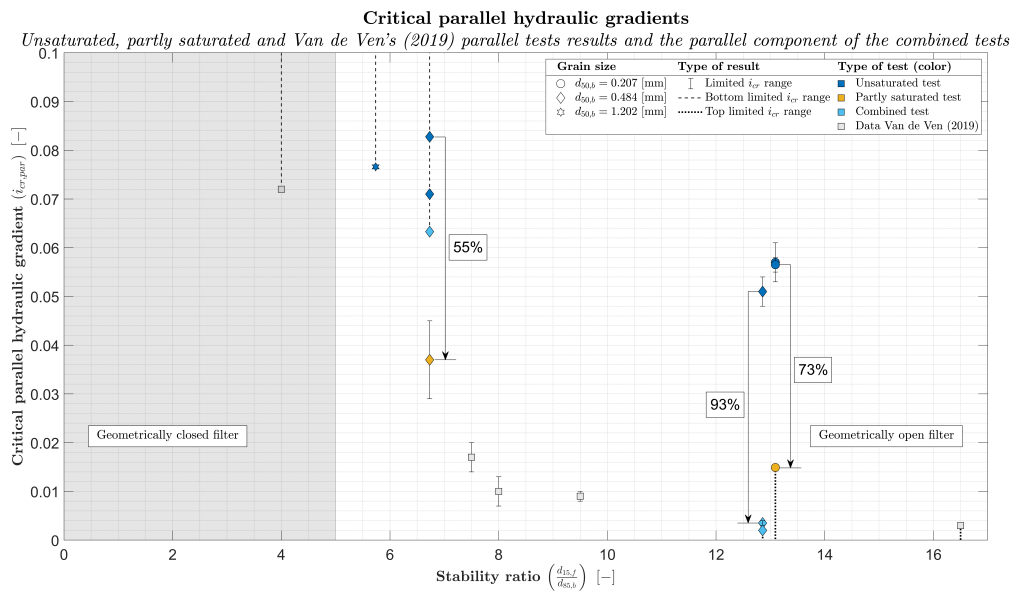 Critical parallel hydraulic gradients
Unsaturated, partly saturated and Van de Ven's (2019) parallel tests results and the parallel component of the combined tests
Grain size
d50,b = 0.207 [mm]
d50,b = 0.484 [mm]
d50,b = 1.202 [mm]
Type of result
Limited icr range
Bottom limited icr range
Top limited icr range
Type of test (color)
Unsaturated test
Partly saturated test
Combined test
Data Van de Ven (2019)
Critical parallel hydraulic gradient (icr,par) [−]
0.1
0.09
0.08
0.07
0.06
0.05
0.04
0.03
0.02
0.01
0
55%
93%
73%
Geometrically closed filter
Geometrically open filter
0 2 4 6 8 10 12 14 16
Stability ratio (d15,f / d85,b) [−]